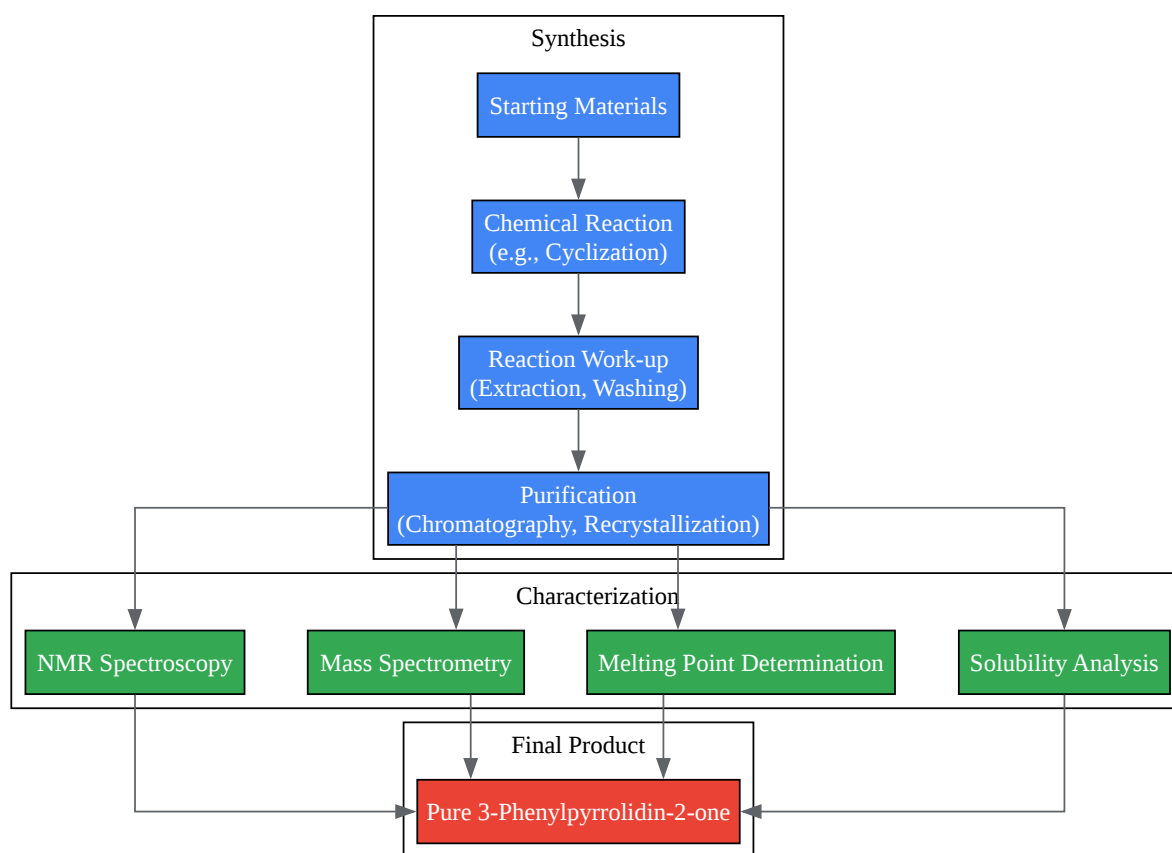 Synthesis
Starting Materials
Chemical Reaction
(e.g., Cyclization)
Reaction Work-up
(Extraction, Washing)
Purification
(Chromatography, Recrystallization)
Characterization
NMR Spectroscopy
Mass Spectrometry
Melting Point Determination
Solubility Analysis
Final Product
Pure 3-Phenylpyrrolidin-2-one